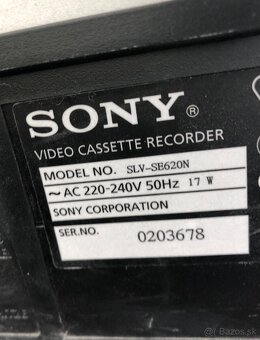 SONY®
VIDEO CASSETTE RECORDER
MODEL NO. SLV-SE620N
~ AC 220-240V 50Hz 17 W
SONY CORPORATION
SER.NO. 0203678
bazos.sk